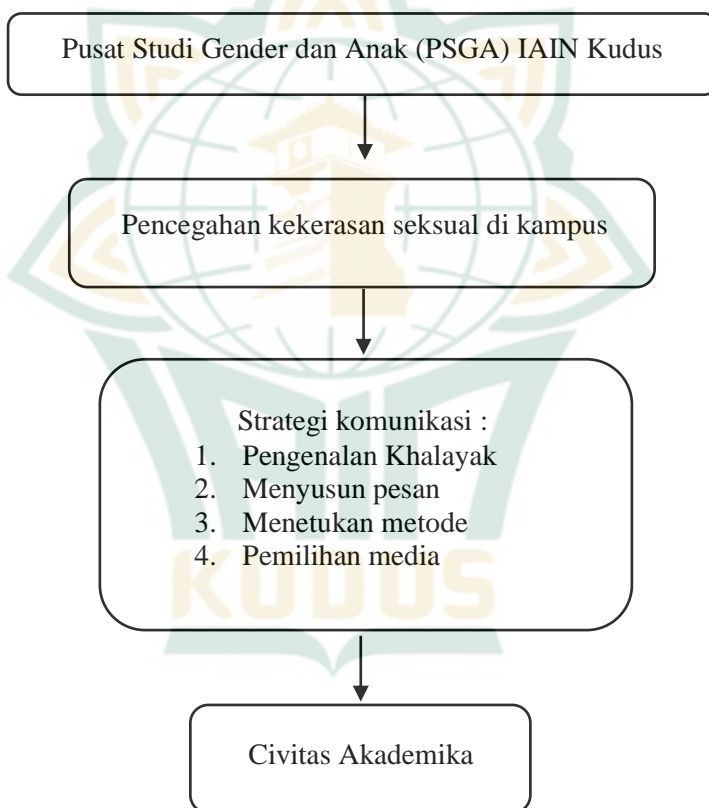 Pusat Studi Gender dan Anak (PSGA) IAIN Kudus
Pencegahan kekerasan seksual di kampus
Strategi komunikasi :
1. Pengenalan Khalayak
2. Menyusun pesan
3. Menetukan metode
4. Pemilihan media
KUDUS
Civitas Akademika